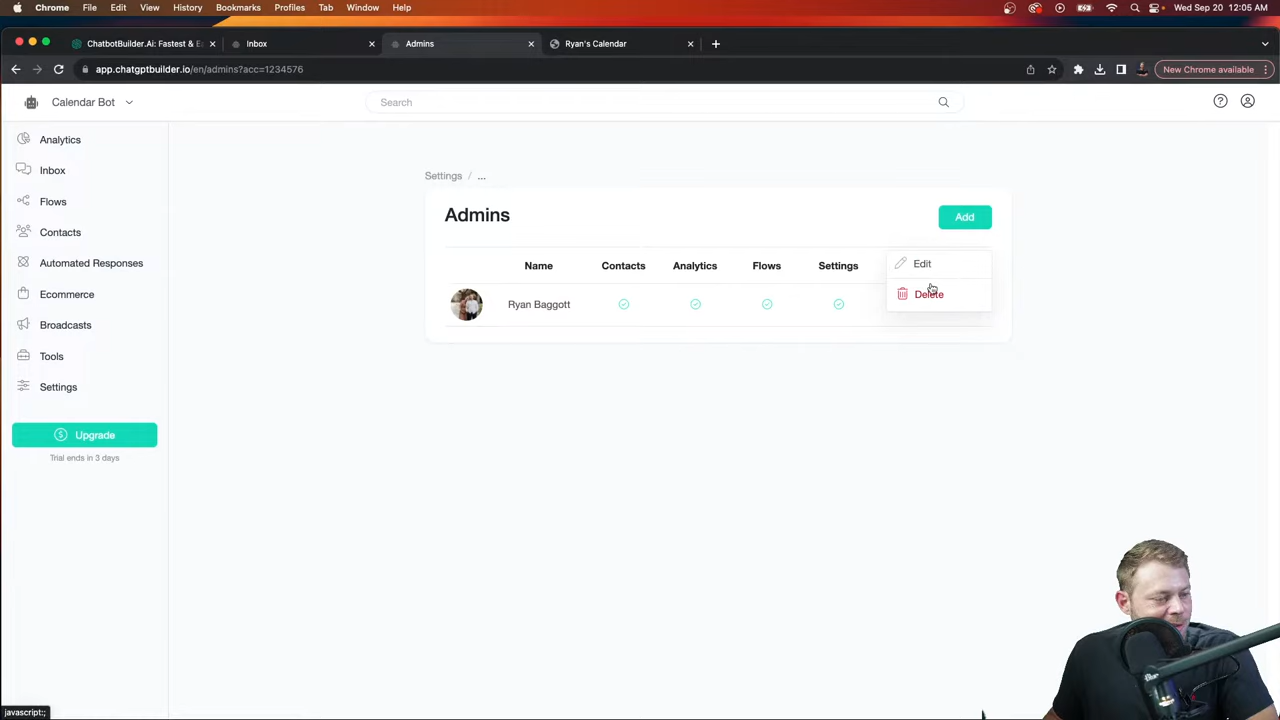 Chrome File Edit View History Bookmarks Profiles Tab Window Help Wed Sep 20 12:05 AM
ChatbotBuilder.Ai: Fastest & Ea Inbox Admins Ryan's Calendar
app.chatgptbuilder.io/en/admins?acc=1234576 New Chrome available
Calendar Bot Search
Analytics
Inbox
Flows
Contacts
Automated Responses
Ecommerce
Broadcasts
Tools
Settings
Upgrade
Trial ends in 3 days
Settings / ...
Admins Add
Name Contacts Analytics Flows Settings
Edit
Ryan Baggott
Delete
javascript:;